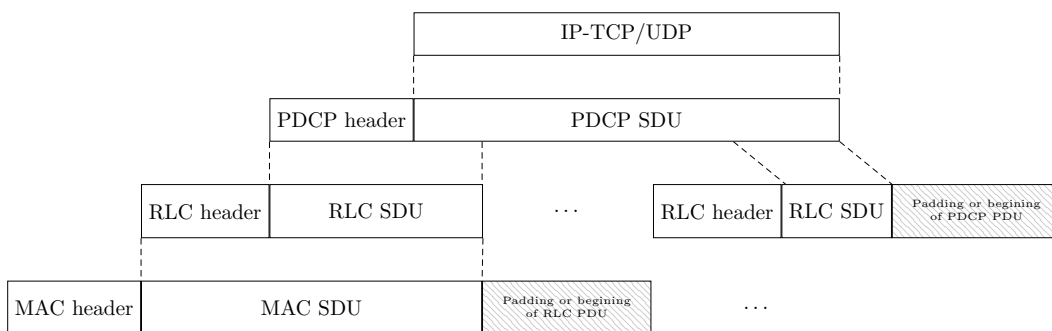 IP-TCP/UDP
PDCP header PDCP SDU
RLC header RLC SDU ... RLC header RLC SDU Padding or begining
of PDCP PDU
MAC header MAC SDU Padding or begining
of RLC PDU ...